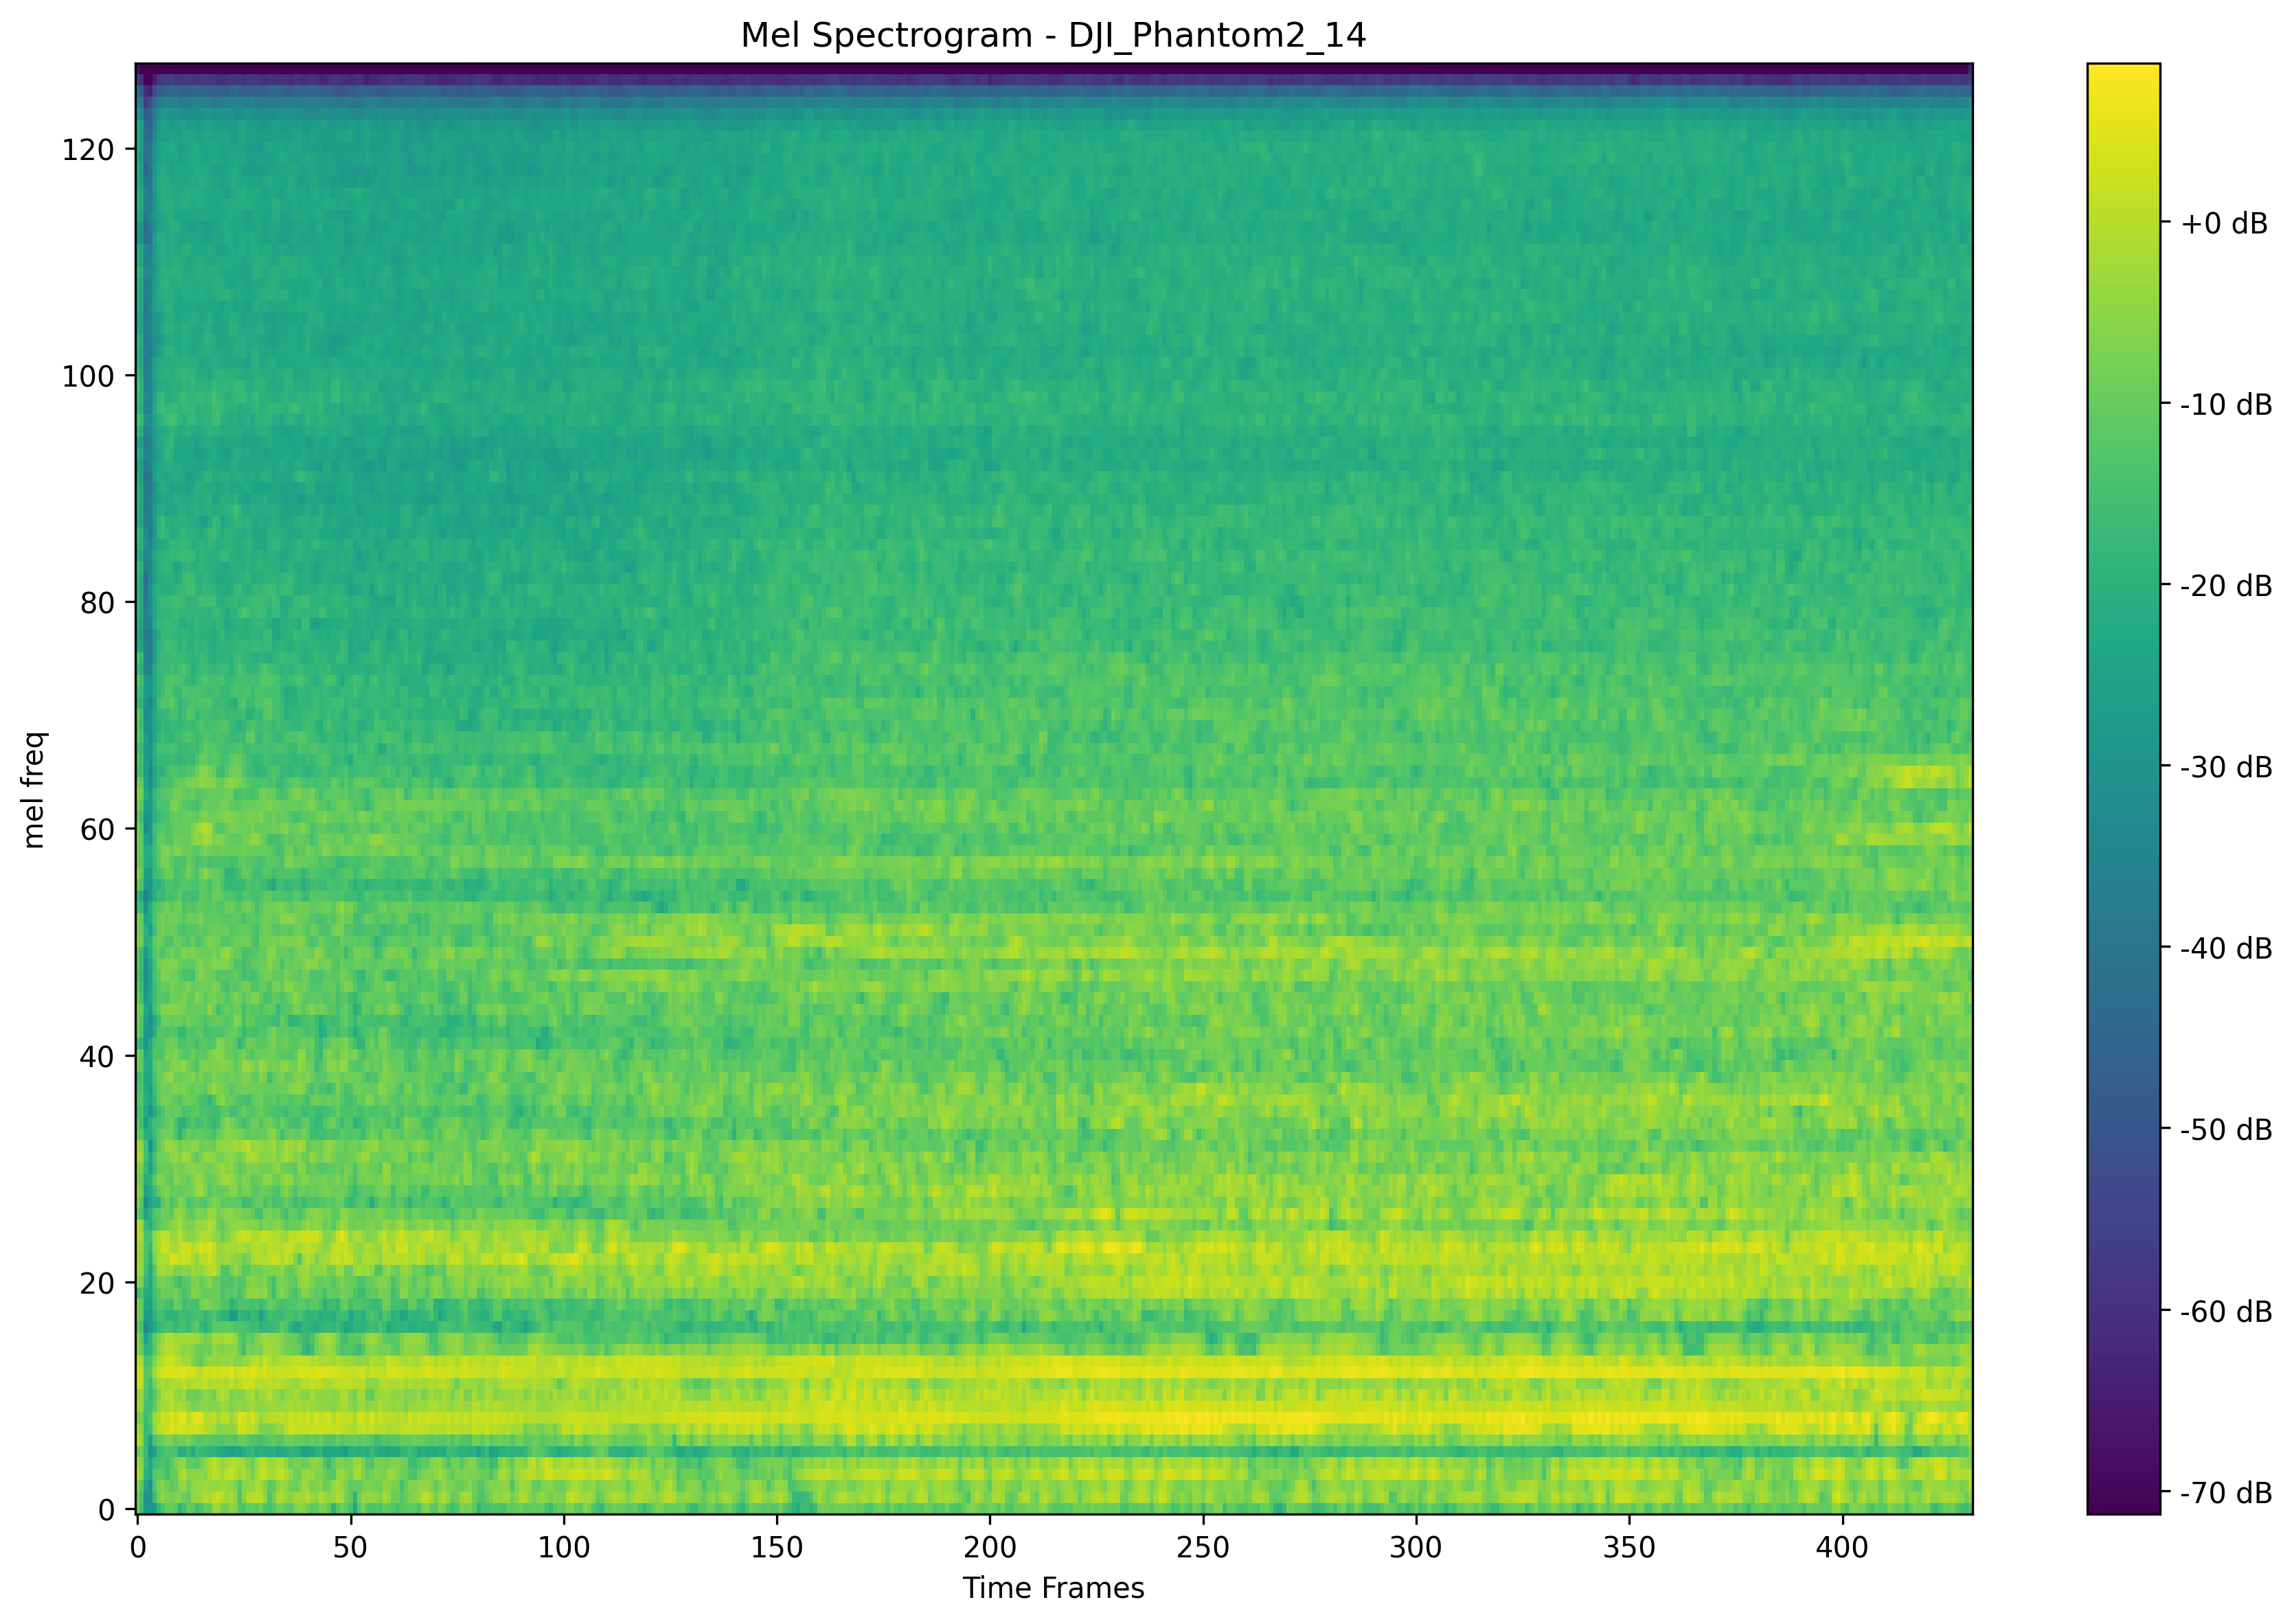 Mel Spectrogram - DJI_Phantom2_14
mel freq
120
100
80
60
40
20
0
0 50 100 150 200 250 300 350 400
Time Frames
+0 dB
-10 dB
-20 dB
-30 dB
-40 dB
-50 dB
-60 dB
-70 dB